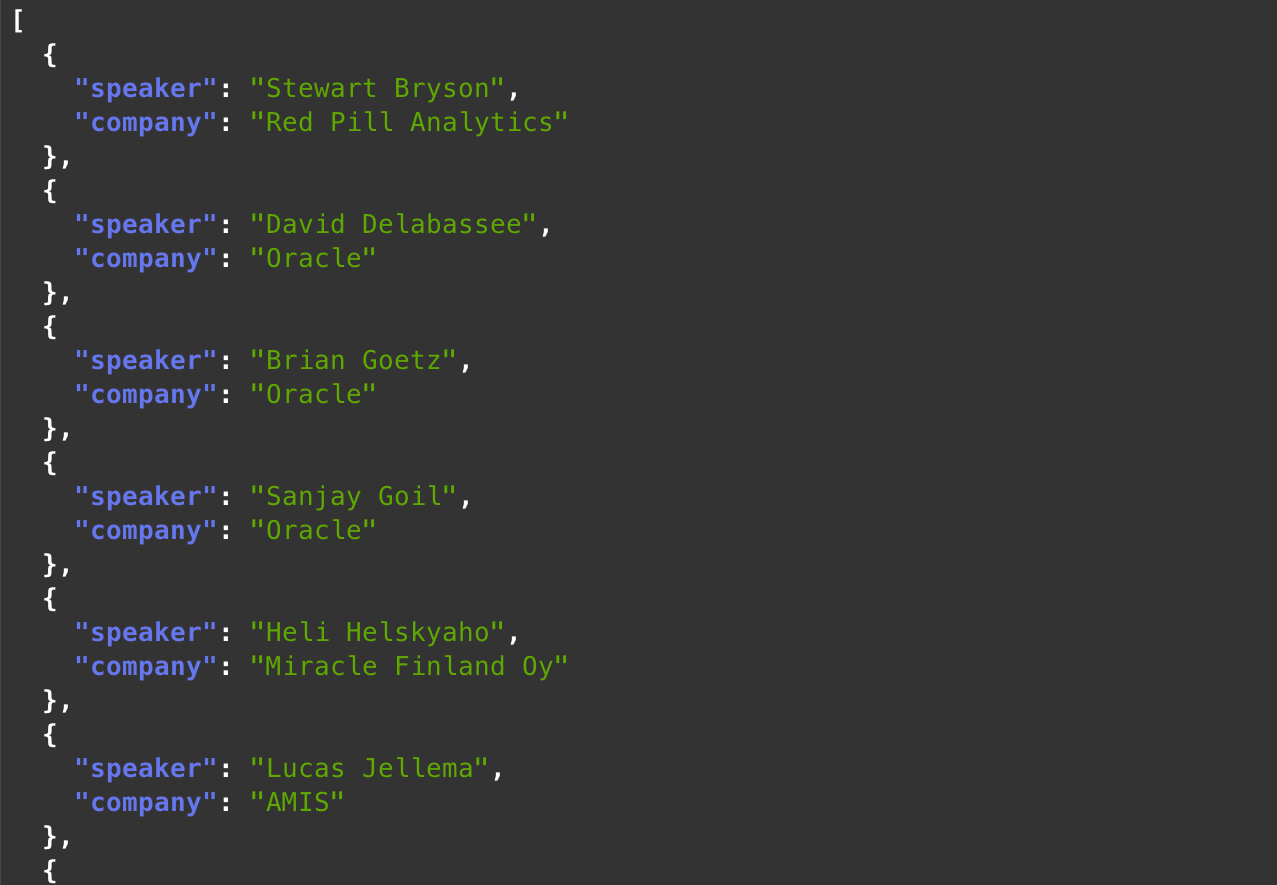 [
  {
    "speaker": "Stewart Bryson",
    "company": "Red Pill Analytics"
  },
  {
    "speaker": "David Delabassee",
    "company": "Oracle"
  },
  {
    "speaker": "Brian Goetz",
    "company": "Oracle"
  },
  {
    "speaker": "Sanjay Goil",
    "company": "Oracle"
  },
  {
    "speaker": "Heli Helskyaho",
    "company": "Miracle Finland Oy"
  },
  {
    "speaker": "Lucas Jellema",
    "company": "AMIS"
  },
  {